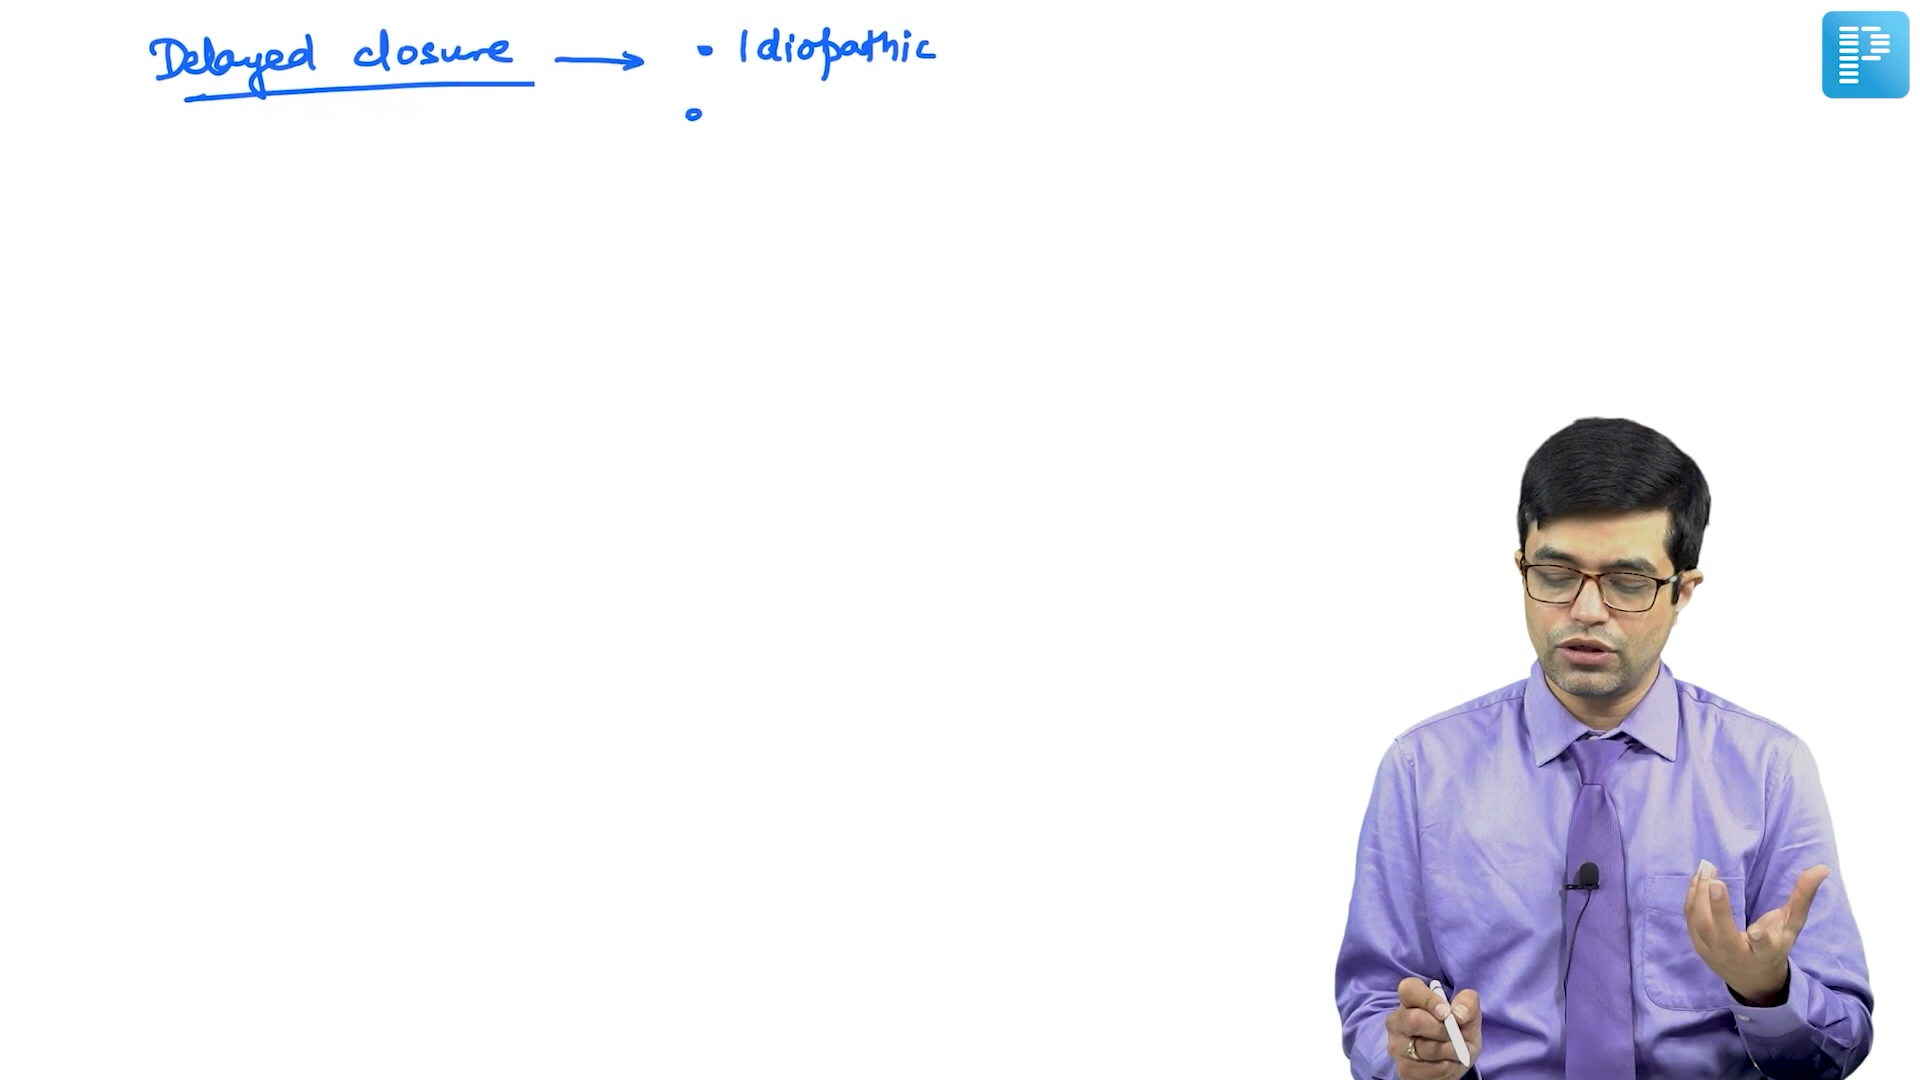 Delayed closure → • Idiopathic
•